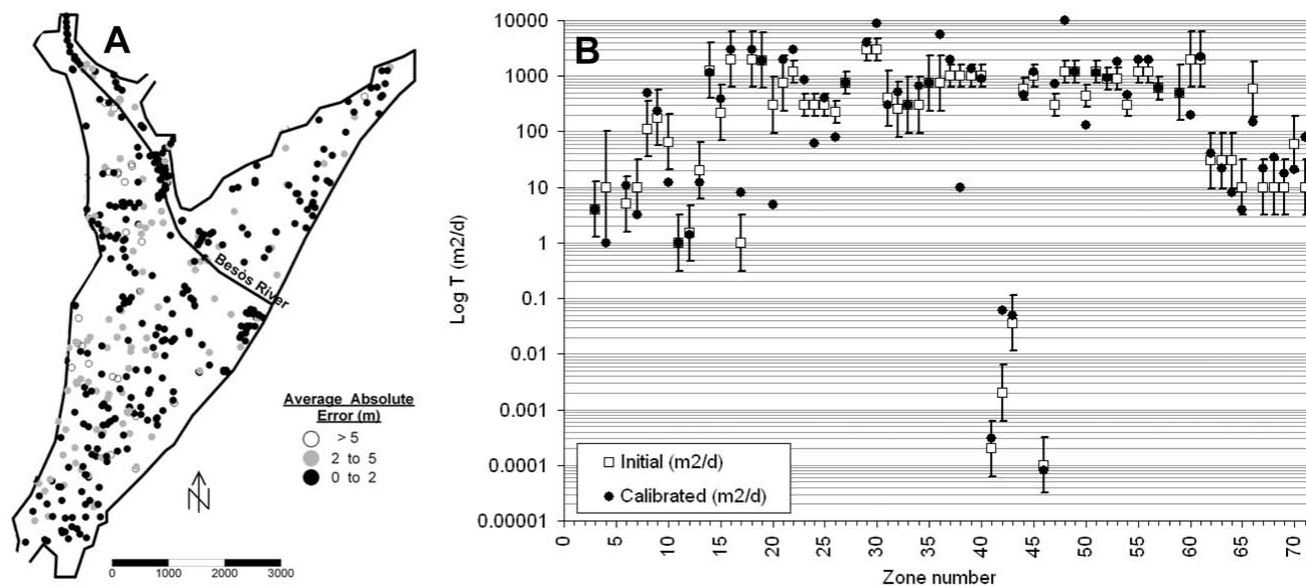 A
Besòs River
Average Absolute
Error (m)
> 5
2 to 5
0 to 2
N
0 1000 2000 3000
B
Log T (m2/d)
10000
1000
100
10
1
0.1
0.01
0.001
0.0001
0.00001
Initial (m2/d)
Calibrated (m2/d)
0 5 10 15 20 25 30 35 40 45 50 55 60 65 70
Zone number